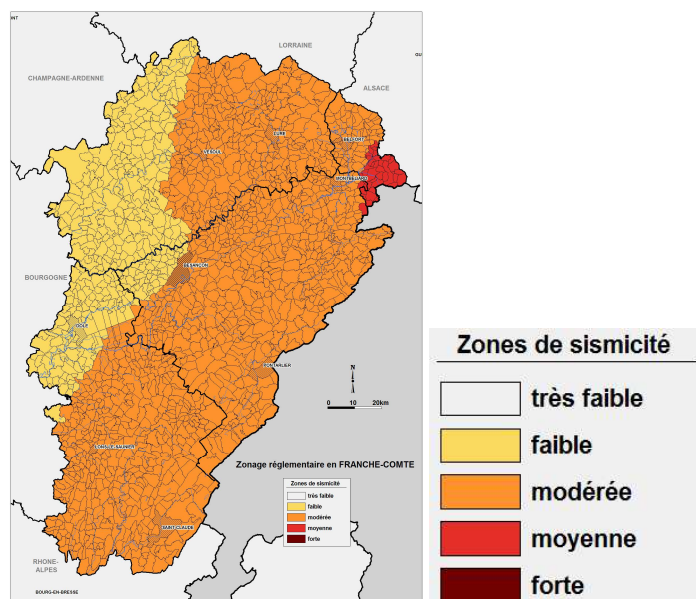 ONT
LORRAINE
GU
CHAMPAGNE-ARDENNE
ALSACE
LURE
BELFORT
VESOUL
MONTBELIARD
BESANCON
BOURGOGNE
DOLE
PONTARLIER
N
0 10 20km
LONS-LE-SAUNIER
Zonage réglementaire en FRANCHE-COMTE
Zones de sismicité
très faible
faible
modérée
moyenne
forte
SAINT-CLAUDE
RHONE-
ALPES
BOURG-EN-BRESSE
Zones de sismicité
très faible
faible
modérée
moyenne
forte